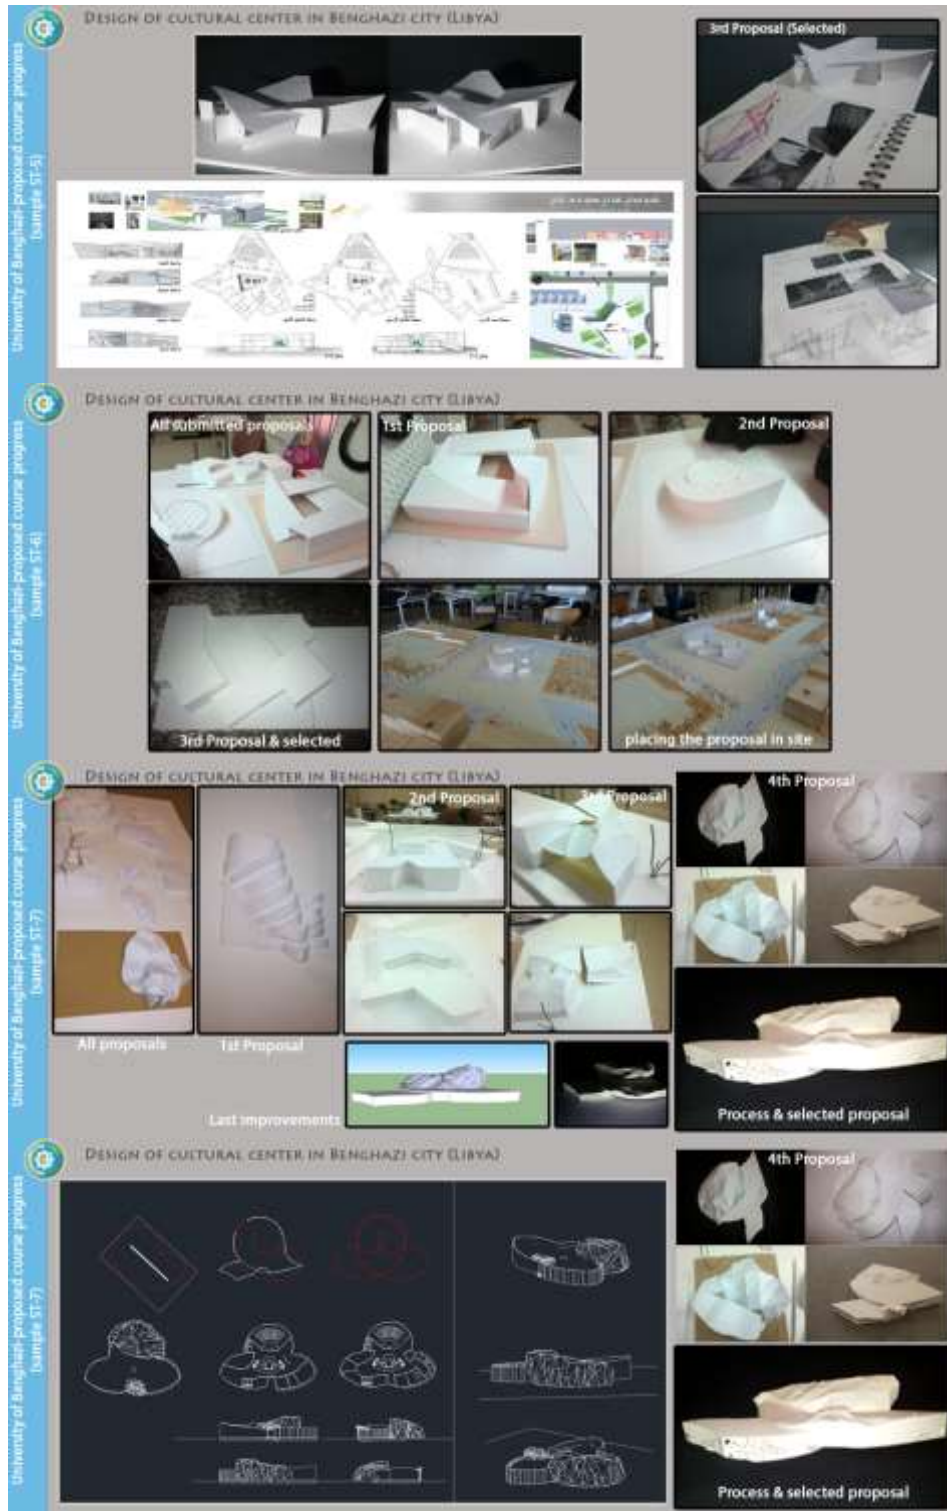 DESIGN OF CULTURAL CENTER IN BENGHAZI CITY (LIBYA)
3rd Proposal (Selected)
University of Benghazi-proposed course progress
(sample ST-5)
DESIGN OF CULTURAL CENTER IN BENGHAZI CITY (LIBYA)
All submitted proposals
1st Proposal
2nd Proposal
3rd Proposal & selected
placing the proposal in site
University of Benghazi-proposed course progress
(sample ST-6)
DESIGN OF CULTURAL CENTER IN BENGHAZI CITY (LIBYA)
2nd Proposal
3rd Proposal
4th Proposal
All proposals
1st Proposal
Last improvements
Process & selected proposal
University of Benghazi-proposed course progress
(sample ST-7)
DESIGN OF CULTURAL CENTER IN BENGHAZI CITY (LIBYA)
4th Proposal
Process & selected proposal
University of Benghazi-proposed course progress
(sample ST-7)